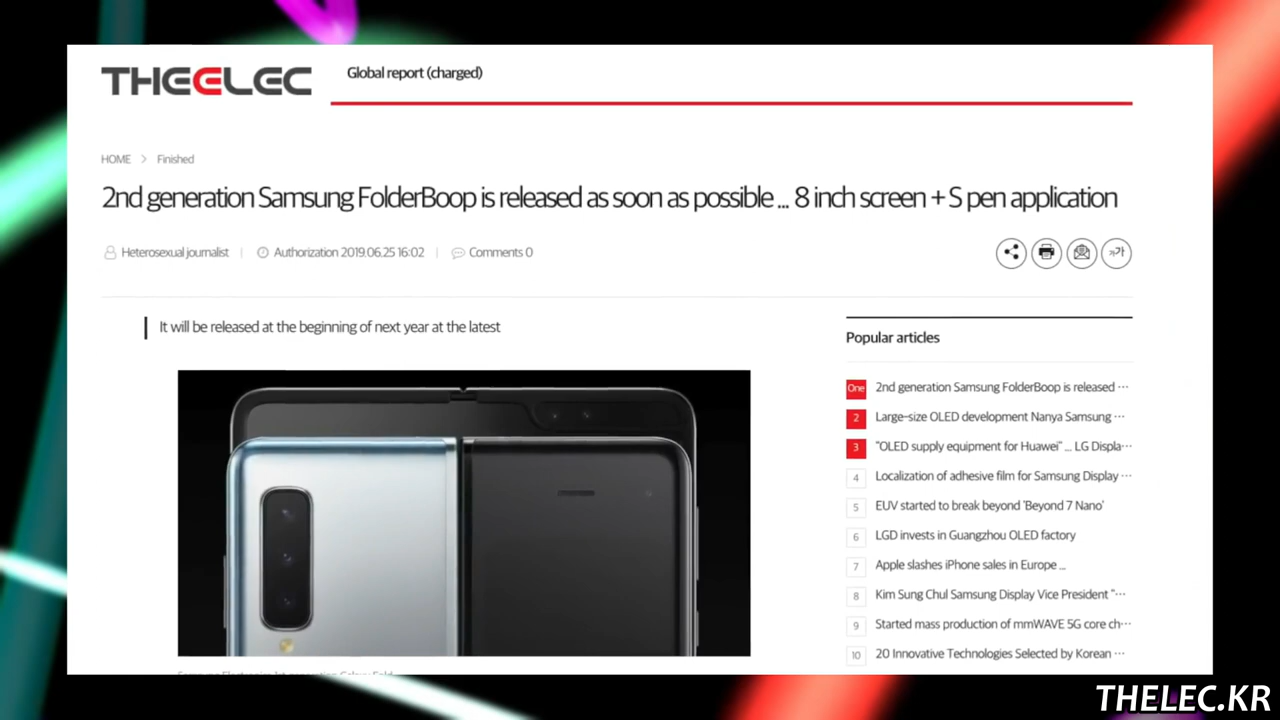 THEELEC
Global report (charged)
HOME > Finished
2nd generation Samsung FolderBoop is released as soon as possible ... 8 inch screen + S pen application
Heterosexual journalist | Authorization 2019.06.25 16:02 | Comments 0
가가
It will be released at the beginning of next year at the latest
Popular articles
One 2nd generation Samsung FolderBoop is released ···
2 Large-size OLED development Nanya Samsung ···
3 "OLED supply equipment for Huawei" ... LG Displa···
4 Localization of adhesive film for Samsung Display ···
5 EUV started to break beyond 'Beyond 7 Nano'
6 LGD invests in Guangzhou OLED factory
7 Apple slashes iPhone sales in Europe ...
8 Kim Sung Chul Samsung Display Vice President "···
9 Started mass production of mmWAVE 5G core ch···
10 20 Innovative Technologies Selected by Korean ···
THELEC.KR